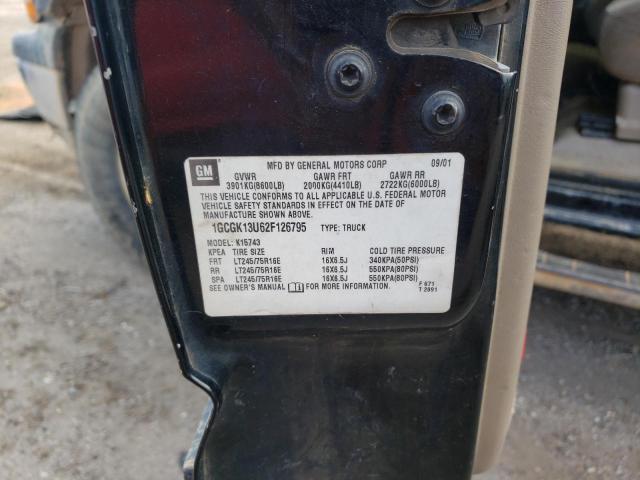 GM
MFD BY GENERAL MOTORS CORP 09/01
GVWR GAWR FRT GAWR RR
3901KG(8600LB) 2000KG(4410LB) 2722KG(6000LB)
THIS VEHICLE CONFORMS TO ALL APPLICABLE U.S. FEDERAL MOTOR
VEHICLE SAFETY STANDARDS IN EFFECT ON THE DATE OF
MANUFACTURE SHOWN ABOVE.
1GCGK13U62F126795 TYPE: TRUCK
MODEL: K15743
KPEA TIRE SIZE RIM COLD TIRE PRESSURE
FRT LT245/75R16E 16X6.5J 340KPA(50PSI)
RR LT245/75R16E 16X6.5J 550KPA(80PSI)
SPA LT245/75R16E 16X6.5J 550KPA(80PSI)
SEE OWNER'S MANUAL FOR MORE INFORMATION.
F 671
T 2891